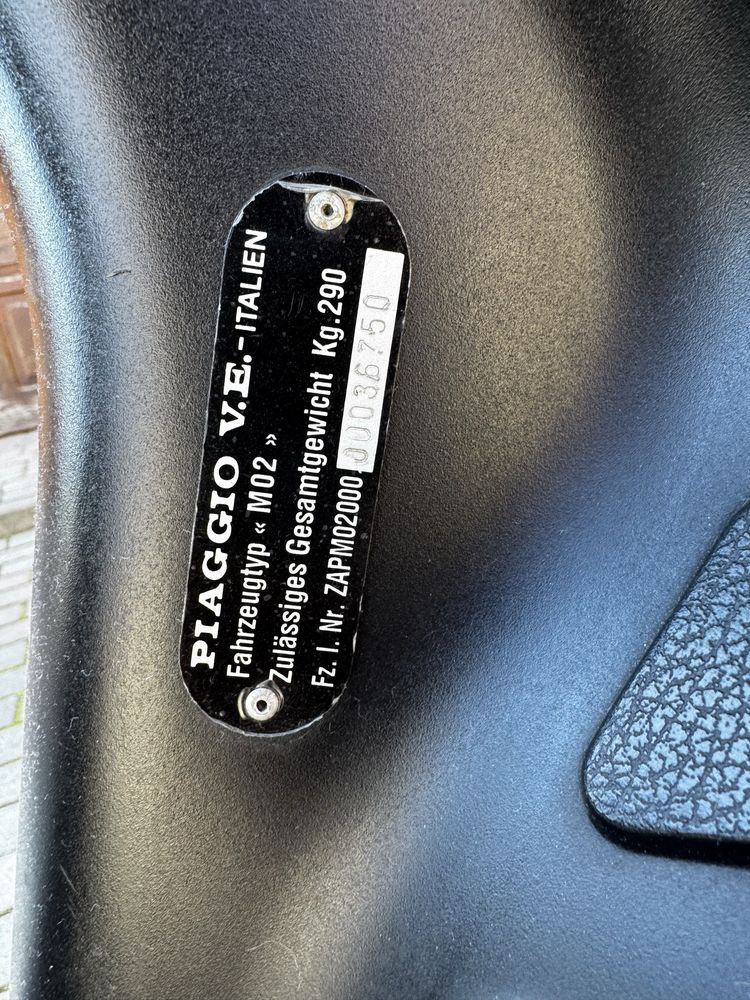 PIAGGIO V.E.-ITALIEN
Fahrzeugtyp « M02 »
Zulässiges Gesamtgewicht Kg.290
Fz. I. Nr. ZAPM02000.00036750